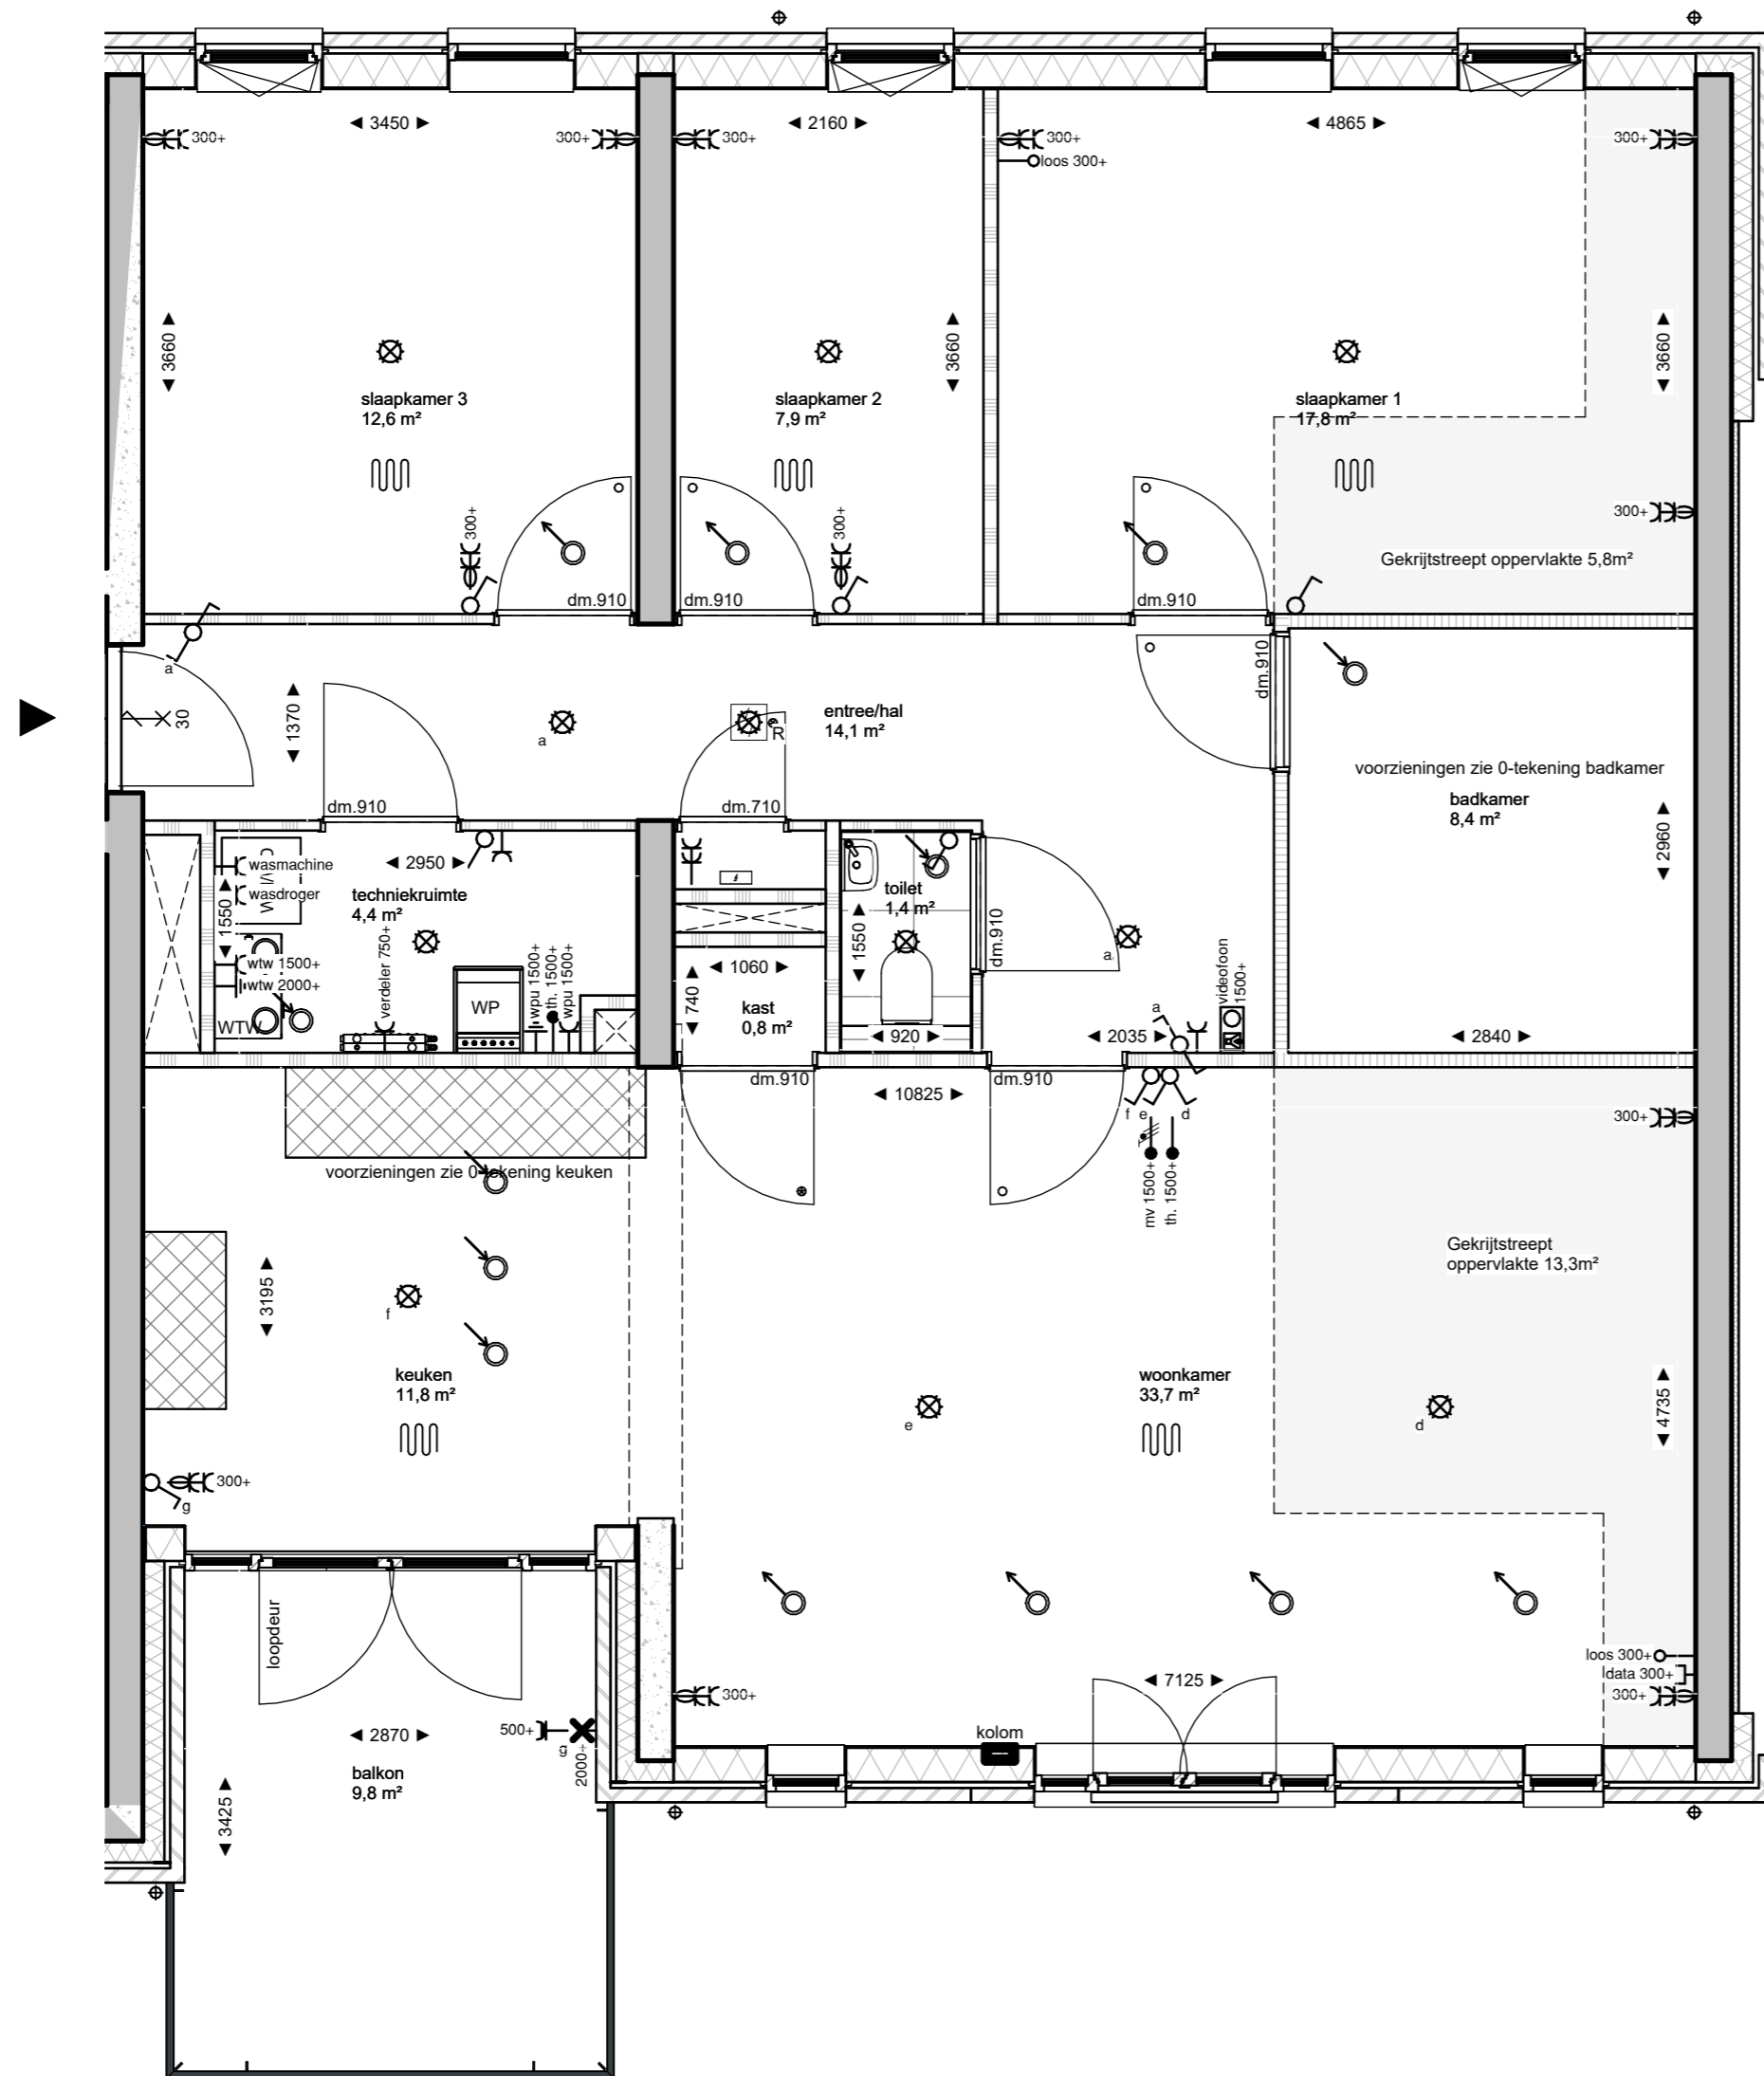 ◄ 3450 ►
◄ 2160 ►
◄ 4865 ►
300+
300+
300+
300+
loos 300+
300+
3660
3660
3660
slaapkamer 3
12,6 m²
slaapkamer 2
7,9 m²
slaapkamer 1
17,8 m²
300+
300+
300+
Gekrijtstreept oppervlakte 5,8m²
dm.910
dm.910
dm.910
a
30
1370
a
R
entree/hal
14,1 m²
dm.910
voorzieningen zie 0-tekening badkamer
badkamer
8,4 m²
2960
dm.910
dm.710
wasmachine
wasdroger
1550
◄ 2950 ►
techniekruimte
4,4 m²
toilet
1,4 m²
1550
dm.910
a
wtw 1500+
wtw 2000+
WTW
verdeler 750+
WP
wpu 1500+
th. 1500+
wpu 1500+
◄ 1060 ►
740
kast
0,8 m²
◄ 920 ►
◄ 2035 ►
a
videofoon
1500+
◄ 2840 ►
dm.910
◄ 10825 ►
dm.910
f
e
d
mv 1500+
th. 1500+
300+
voorzieningen zie 0-tekening keuken
3195
f
Gekrijtstreept
oppervlakte 13,3m²
keuken
11,8 m²
woonkamer
33,7 m²
e
d
4735
300+
g
loopdeur
loos 300+
data 300+
300+
300+
◄ 7125 ►
kolom
◄ 2870 ►
500+
g
2000+
balkon
9,8 m²
3425